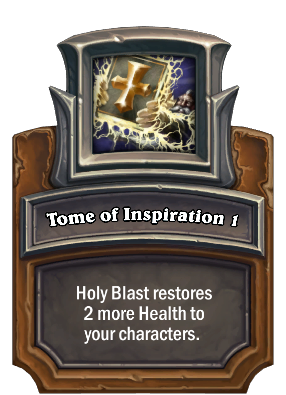 Tome of Inspiration 1
Holy Blast restores
2 more Health to
your characters.